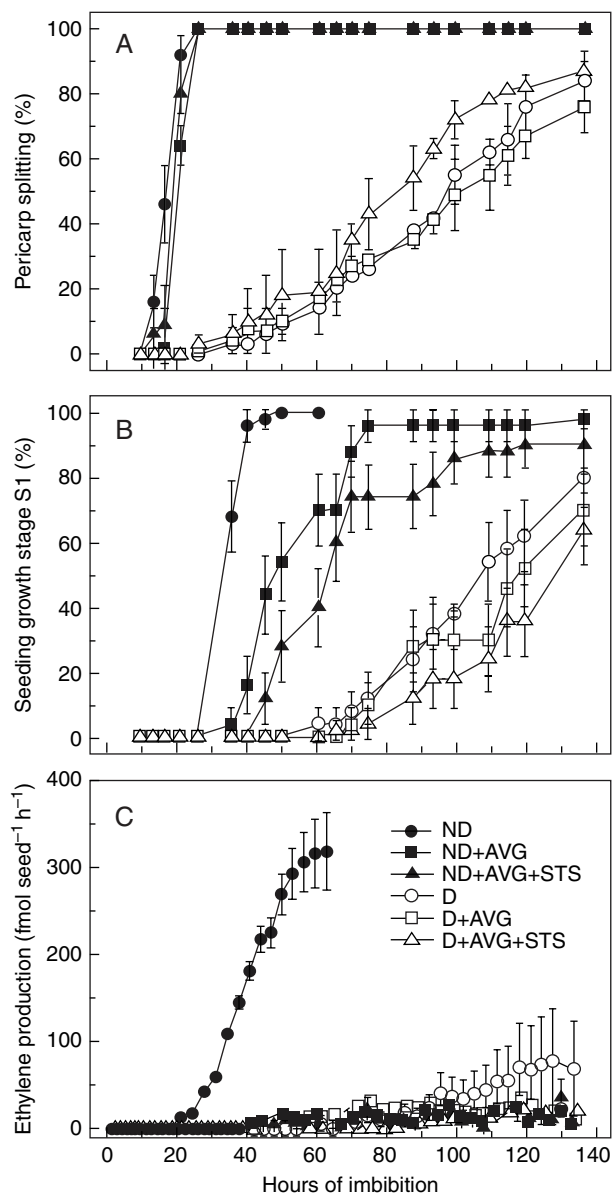 A
Pericarp splitting (%)
100
80
60
40
20
0
B
Seeding growth stage S1 (%)
100
80
60
40
20
0
C
Ethylene production (fmol seed⁻¹ h⁻¹)
400
300
200
100
0
ND
ND+AVG
ND+AVG+STS
D
D+AVG
D+AVG+STS
0 20 40 60 80 100 120 140
Hours of imbibition